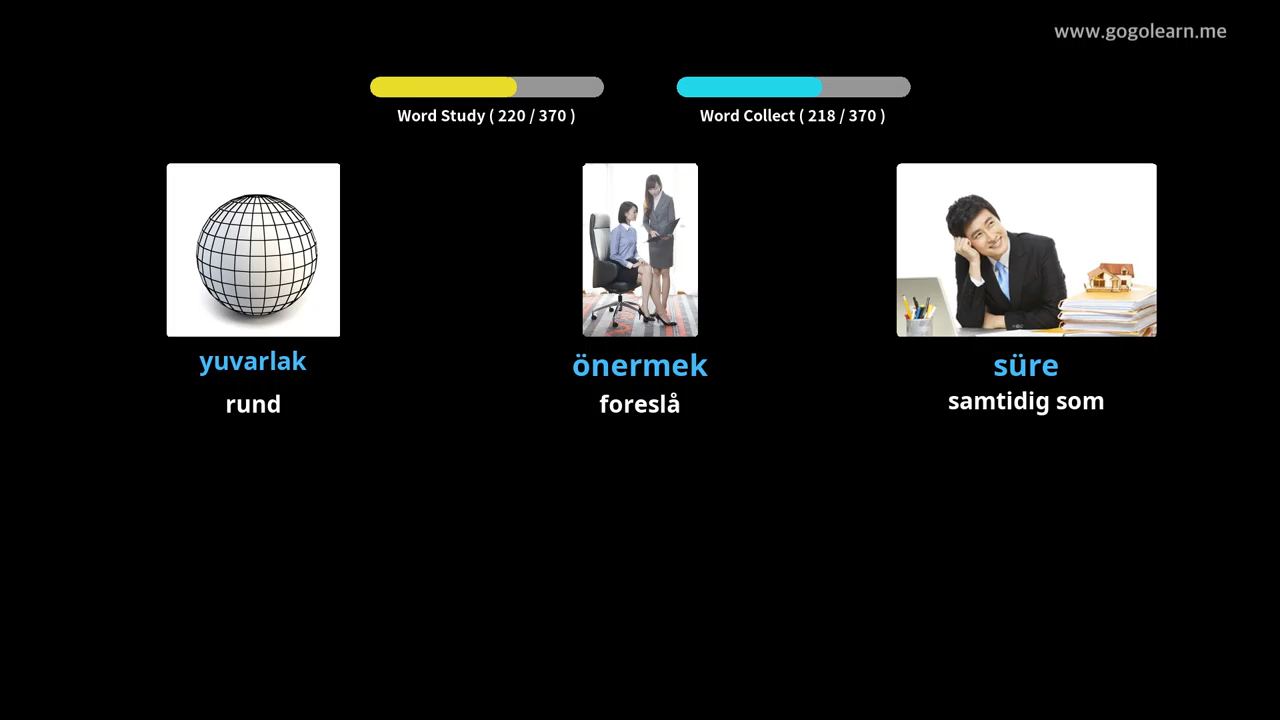 www.gogolearn.me
Word Study ( 220 / 370 )
Word Collect ( 218 / 370 )
yuvarlak
rund
önermek
foreslå
süre
samtidig som